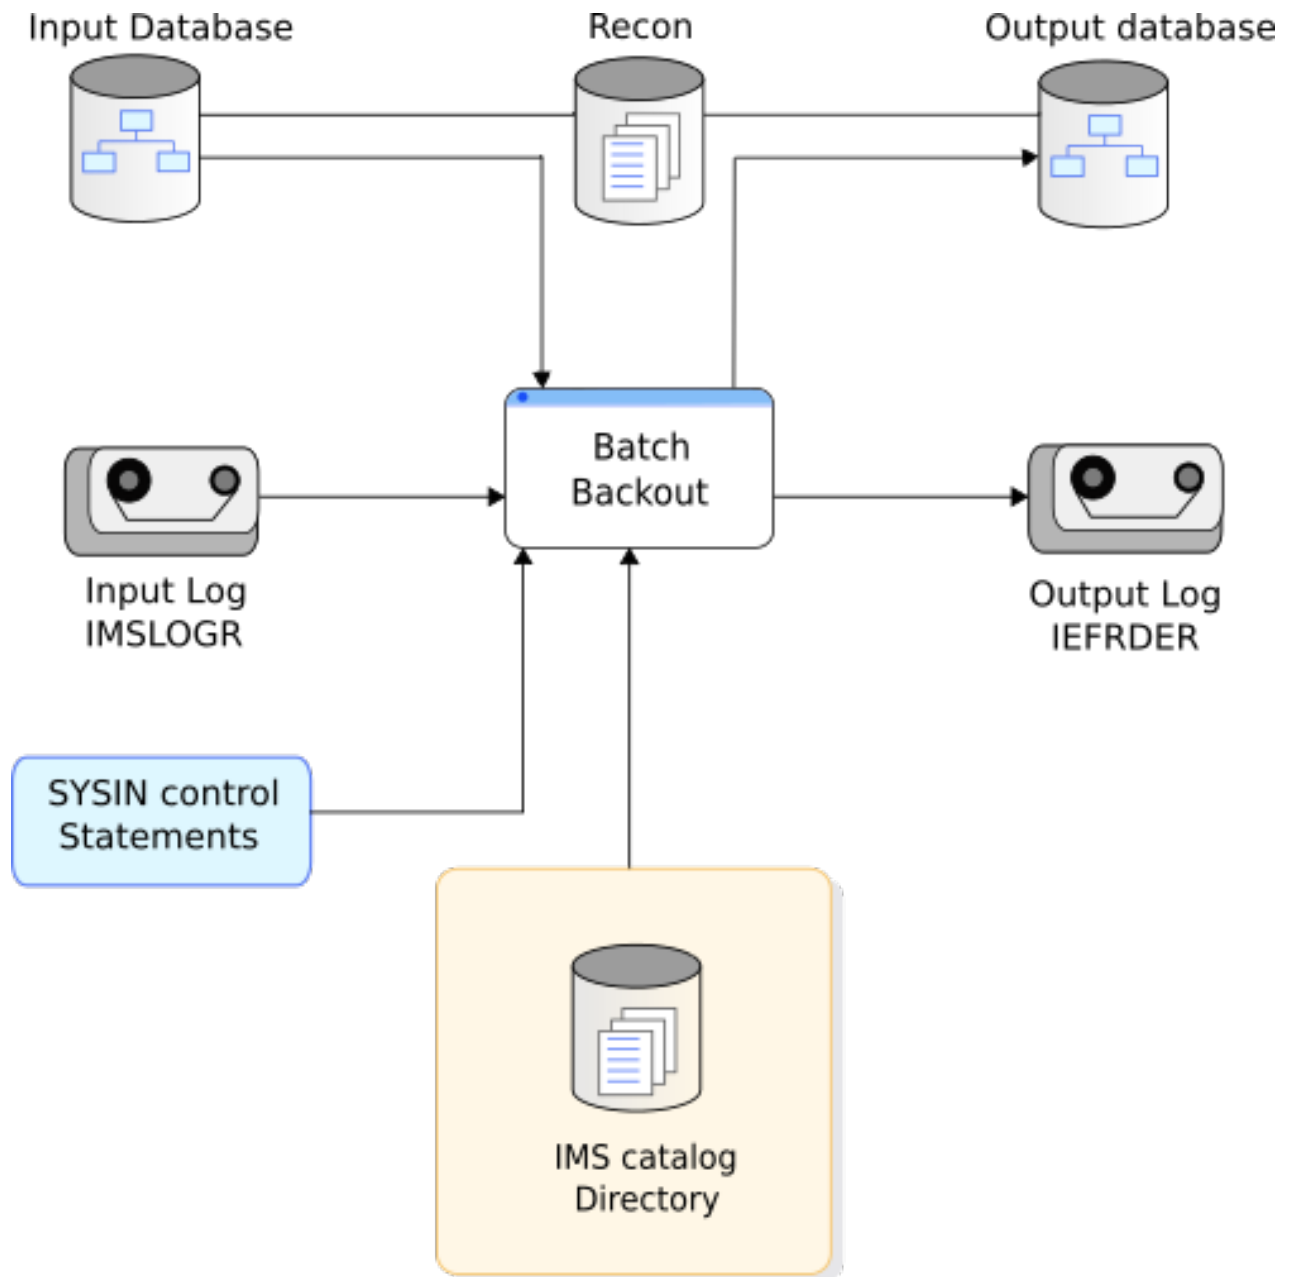 Input Database
Recon
Output database
Batch
Backout
Input Log
IMSLOGR
Output Log
IEFRDER
SYSIN control
Statements
IMS catalog
Directory